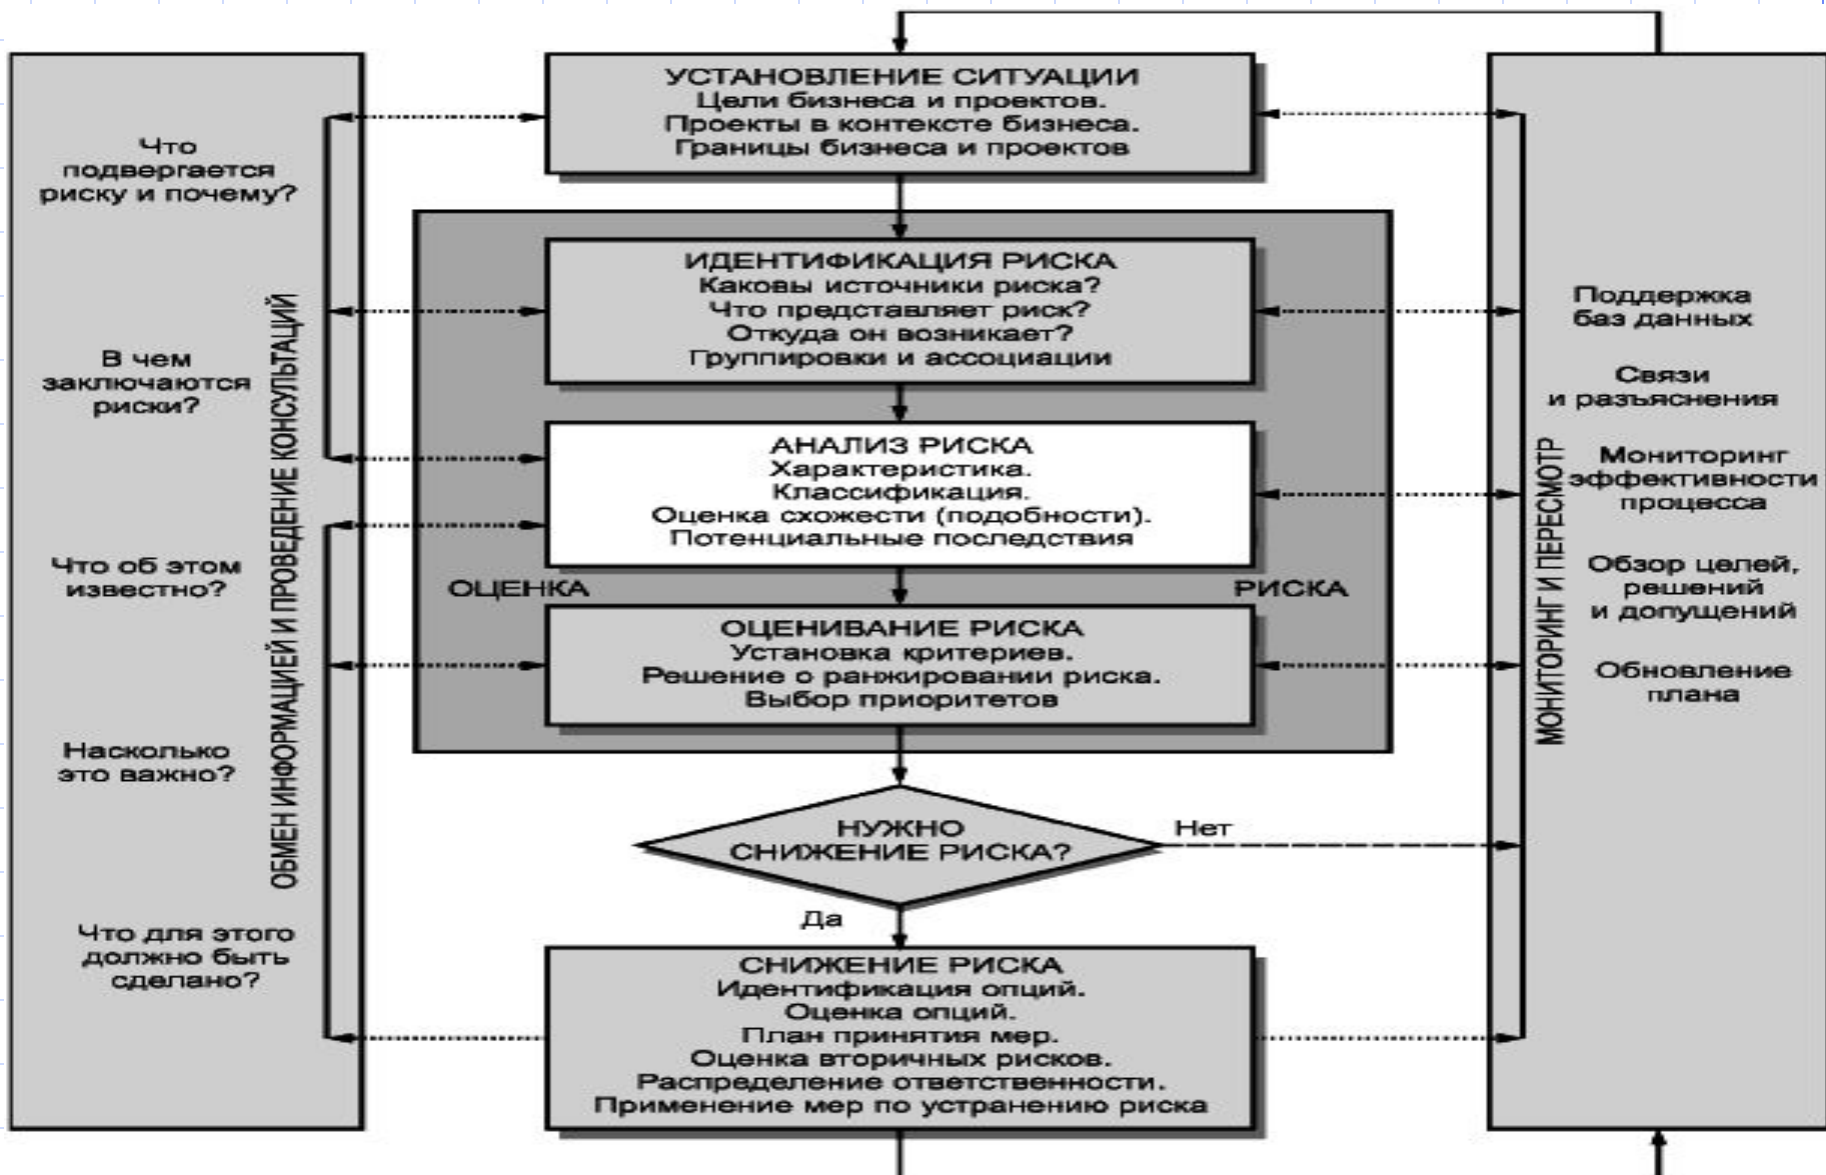 УСТАНОВЛЕНИЕ СИТУАЦИИ
Цели бизнеса и проектов.
Проекты в контексте бизнеса.
Границы бизнеса и проектов
Что
подвергается
риску и почему?
В чем
заключаются
риски?
Что об этом
известно?
Насколько
это важно?
Что для этого
должно быть
сделано?
ОБМЕН ИНФОРМАЦИЕЙ И ПРОВЕДЕНИЕ КОНСУЛЬТАЦИЙ
ИДЕНТИФИКАЦИЯ РИСКА
Каковы источники риска?
Что представляет риск?
Откуда он возникает?
Группировки и ассоциации
АНАЛИЗ РИСКА
Характеристика.
Классификация.
Оценка схожести (подобности).
Потенциальные последствия
ОЦЕНКА РИСКА
ОЦЕНИВАНИЕ РИСКА
Установка критериев.
Решение о ранжировании риска.
Выбор приоритетов
НУЖНО
СНИЖЕНИЕ РИСКА?
Нет
Да
СНИЖЕНИЕ РИСКА
Идентификация опций.
Оценка опций.
План принятия мер.
Оценка вторичных рисков.
Распределение ответственности.
Применение мер по устранению риска
МОНИТОРИНГ И ПЕРЕСМОТР
Поддержка
баз данных
Связи
и разъяснения
Мониторинг
эффективности
процесса
Обзор целей,
решений
и допущений
Обновление
плана